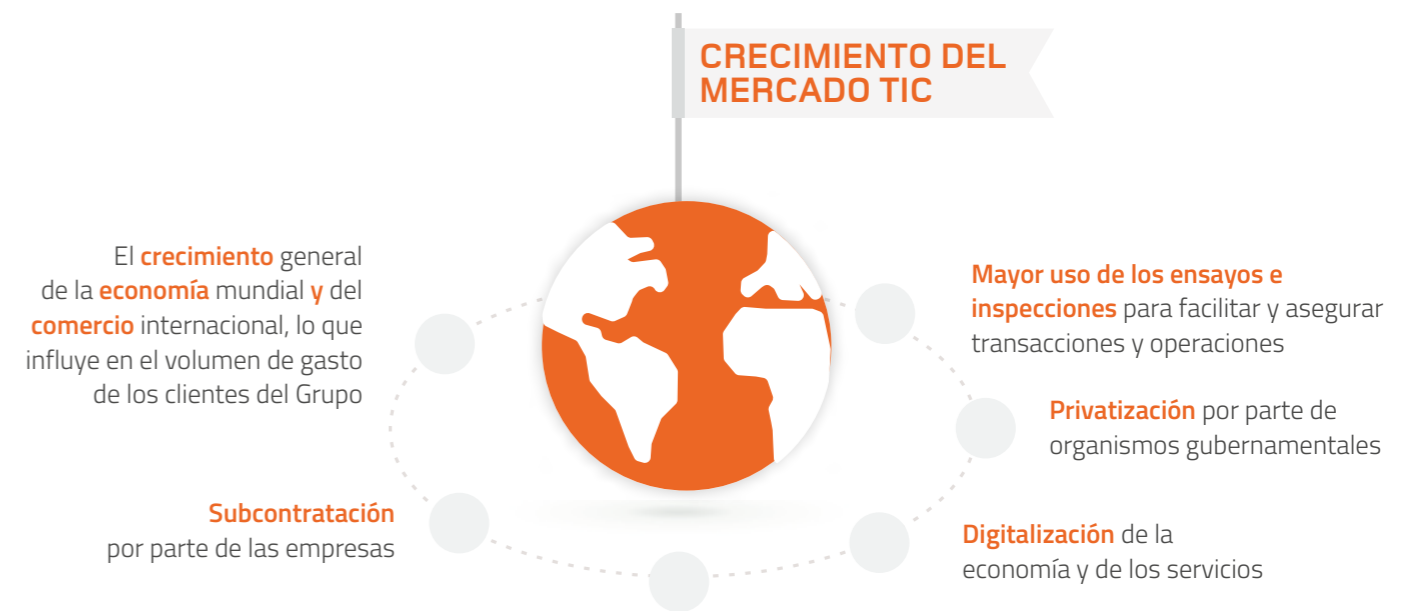 CRECIMIENTO DEL
MERCADO TIC
El crecimiento general
de la economía mundial y del
comercio internacional, lo que
influye en el volumen de gasto
de los clientes del Grupo
Subcontratación
por parte de las empresas
Mayor uso de los ensayos e
inspecciones para facilitar y asegurar
transacciones y operaciones
Privatización por parte de
organismos gubernamentales
Digitalización de la
economía y de los servicios